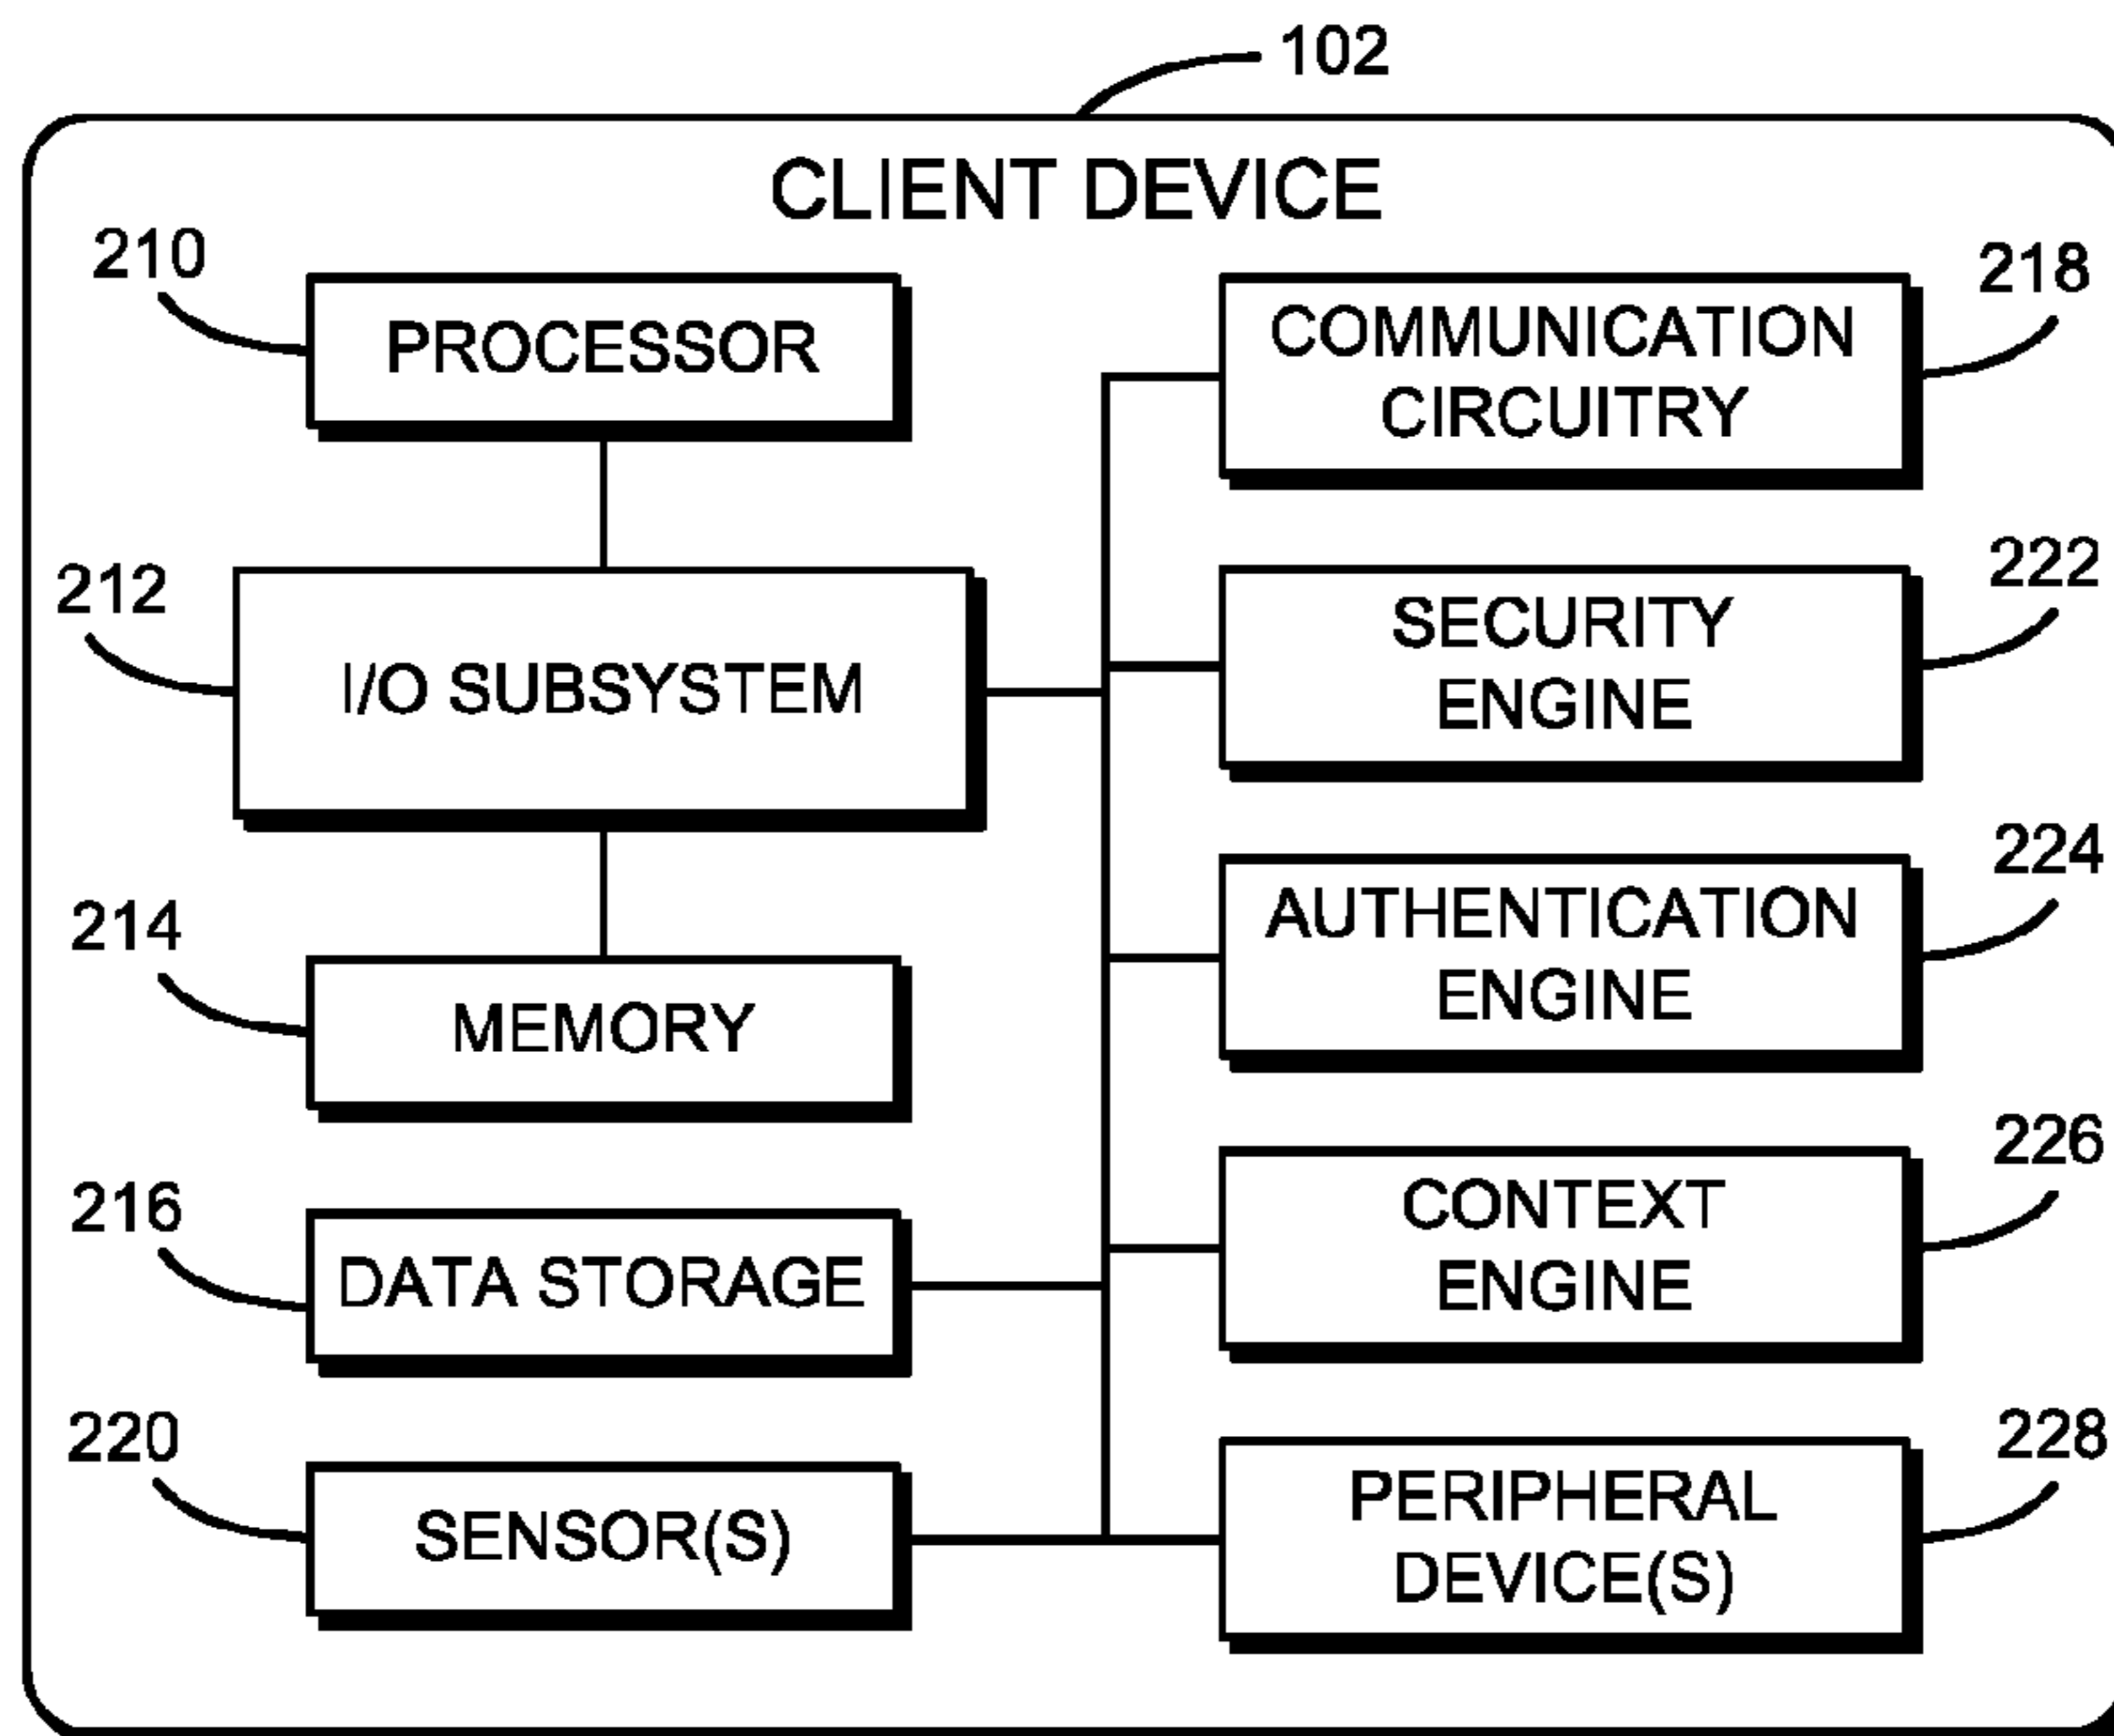 102
CLIENT DEVICE
210
PROCESSOR
212
I/O SUBSYSTEM
214
MEMORY
216
DATA STORAGE
220
SENSOR(S)
218
COMMUNICATION
CIRCUITRY
222
SECURITY
ENGINE
224
AUTHENTICATION
ENGINE
226
CONTEXT
ENGINE
228
PERIPHERAL
DEVICE(S)